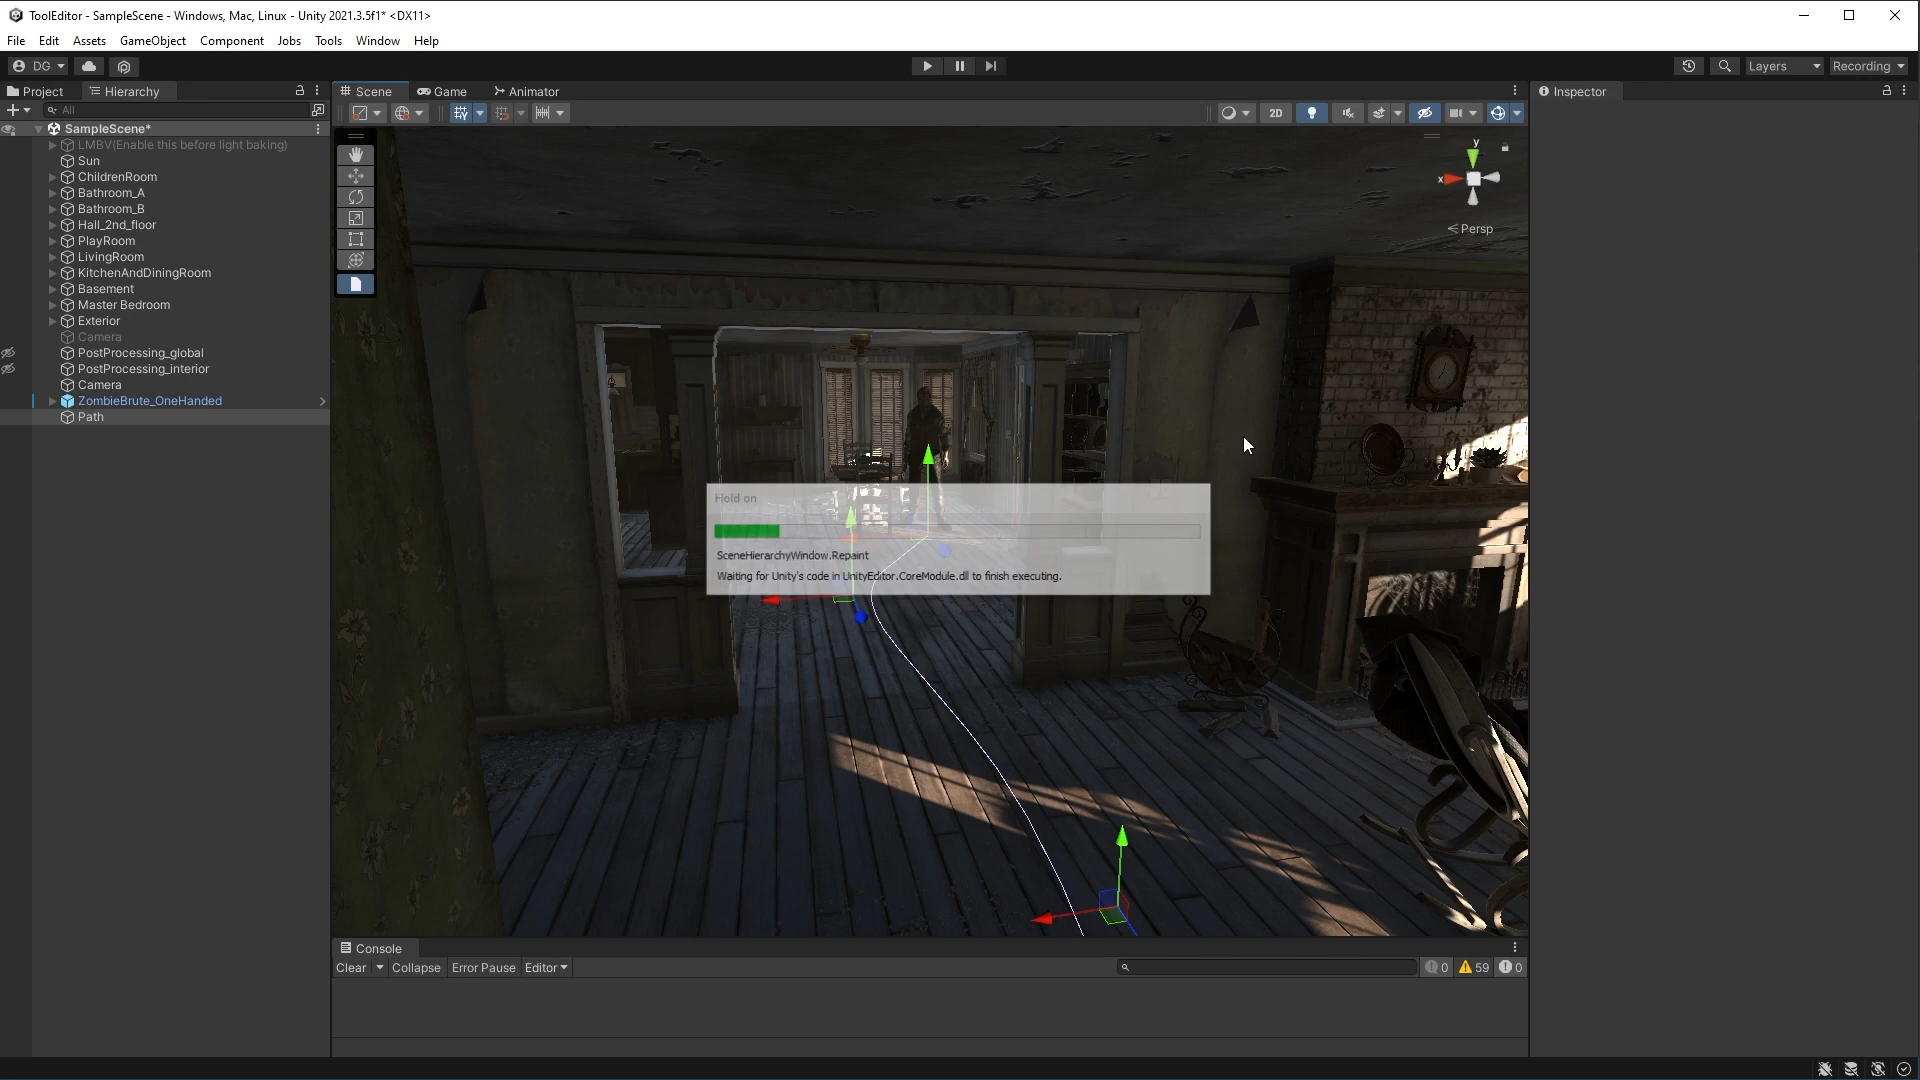 ToolEditor - SampleScene - Windows, Mac, Linux - Unity 2021.3.5f1* <DX11>
File Edit Assets GameObject Component Jobs Tools Window Help
DG Layers Recording
Project Hierarchy
All
SampleScene*
LMBV(Enable this before light baking)
Sun
ChildrenRoom
Bathroom_A
Bathroom_B
Hall_2nd_floor
PlayRoom
LivingRoom
KitchenAndDiningRoom
Basement
Master Bedroom
Exterior
Camera
PostProcessing_global
PostProcessing_interior
Camera
ZombieBrute_OneHanded
Path
Scene Game Animator
2D
y
x
Persp
Hold on
SceneHierarchyWindow.Repaint
Waiting for Unity's code in UnityEditor.CoreModule.dll to finish executing.
Console
Clear Collapse Error Pause Editor
0 59 0
Inspector